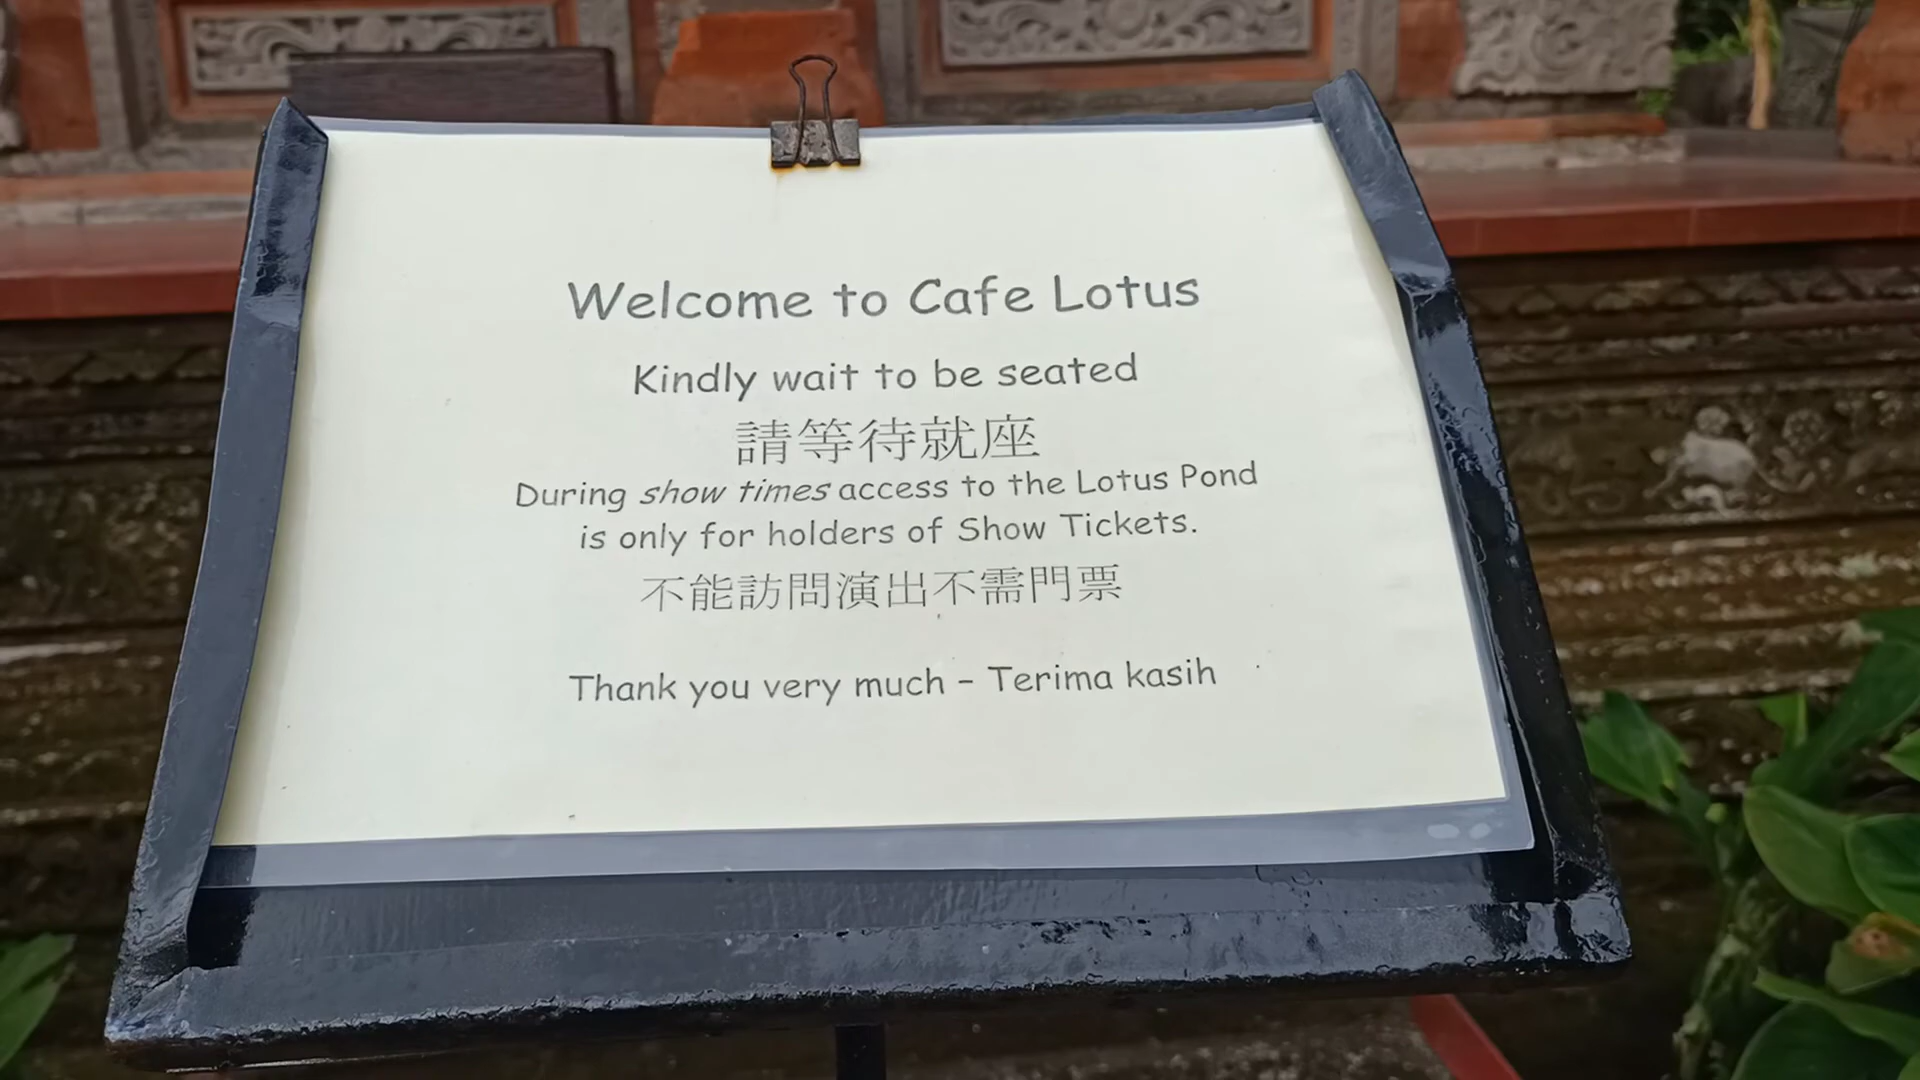 Welcome to Cafe Lotus
Kindly wait to be seated
請等待就座
During show times access to the Lotus Pond
is only for holders of Show Tickets.
不能訪問演出不需門票
Thank you very much – Terima kasih